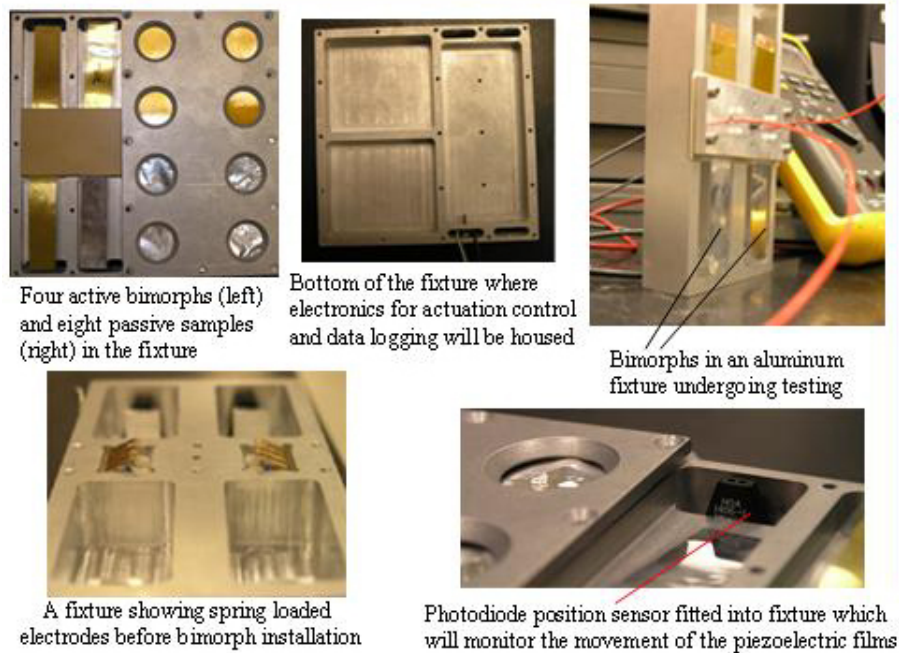 Four active bimorphs (left)
and eight passive samples
(right) in the fixture
Bottom of the fixture where
electronics for actuation control
and data logging will be housed
Bimorphs in an aluminum
fixture undergoing testing
A fixture showing spring loaded
electrodes before bimorph installation
Photodiode position sensor fitted into fixture which
will monitor the movement of the piezoelectric films